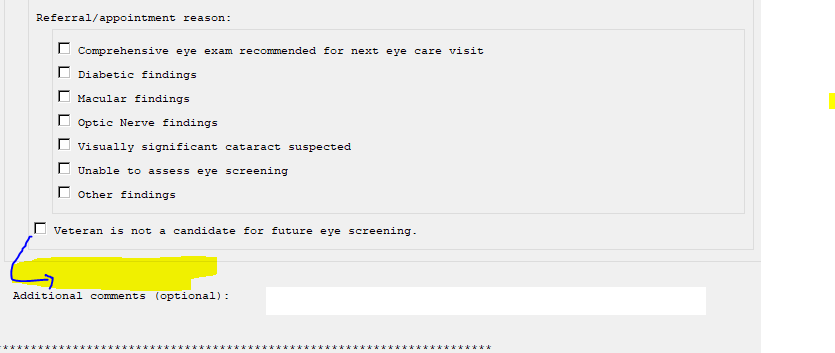 Referral/appointment reason:
Comprehensive eye exam recommended for next eye care visit
Diabetic findings
Macular findings
Optic Nerve findings
Visually significant cataract suspected
Unable to assess eye screening
Other findings
Veteran is not a candidate for future eye screening.
Additional comments (optional):
**********************************************************************